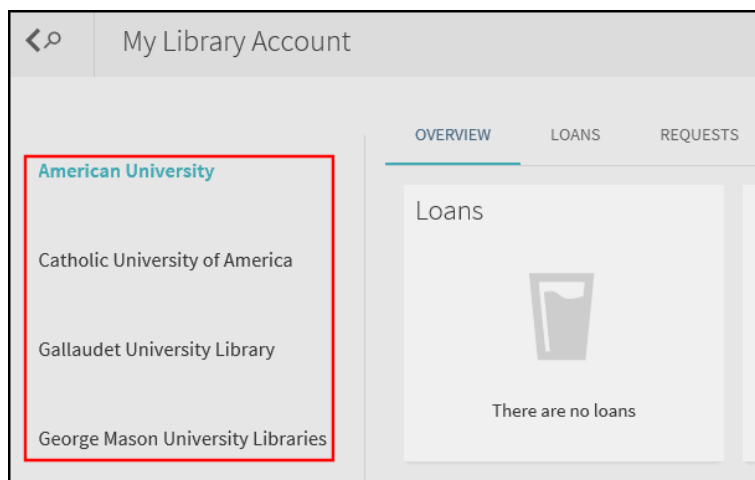 My Library Account
OVERVIEW LOANS REQUESTS
American University
Catholic University of America
Gallaudet University Library
George Mason University Libraries
Loans
There are no loans